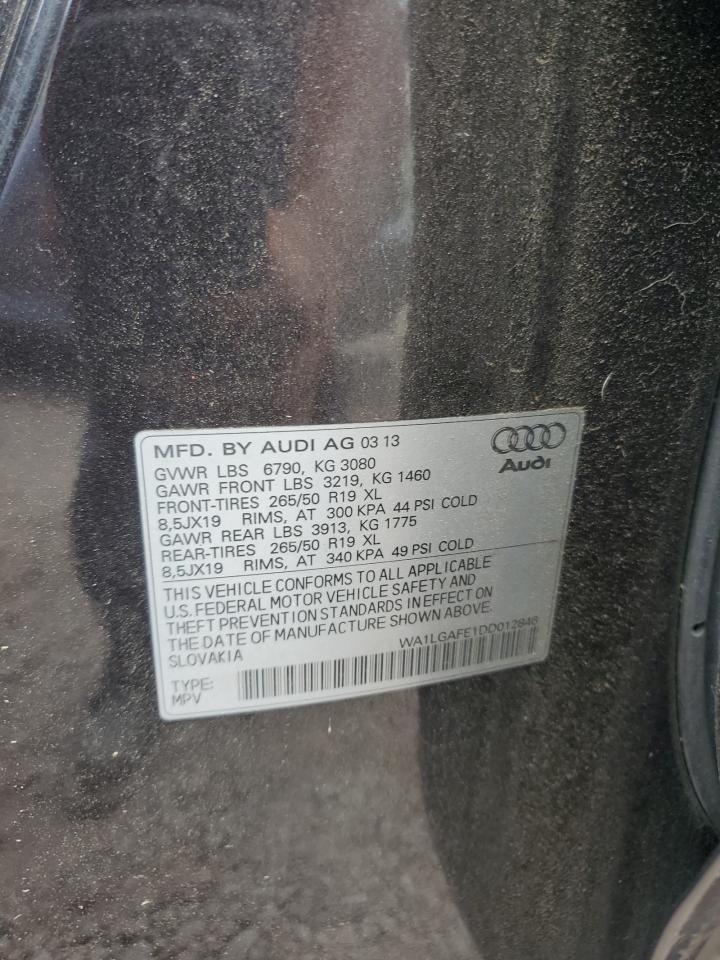 MFD. BY AUDI AG 03 13
Audi
GVWR LBS 6790, KG 3080
GAWR FRONT LBS 3219, KG 1460
FRONT-TIRES 265/50 R19 XL
8,5JX19 RIMS, AT 300 KPA 44 PSI COLD
GAWR REAR LBS 3913, KG 1775
REAR-TIRES 265/50 R19 XL
8,5JX19 RIMS, AT 340 KPA 49 PSI COLD
THIS VEHICLE CONFORMS TO ALL APPLICABLE
U.S. FEDERAL MOTOR VEHICLE SAFETY AND
THEFT PREVENTION STANDARDS IN EFFECT ON
THE DATE OF MANUFACTURE SHOWN ABOVE.
SLOVAKIA
WA1LGAFE1DD012846
TYPE:
MPV